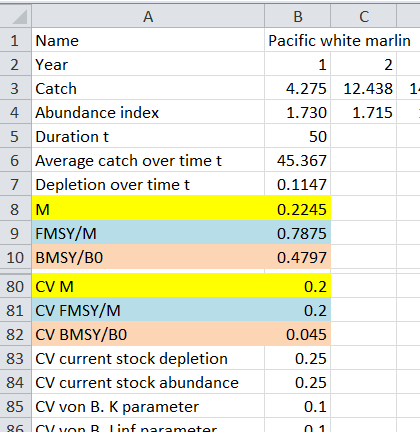 A B C
1 Name Pacific white marlin
2 Year 1 2
3 Catch 4.275 12.438
4 Abundance index 1.730 1.715
5 Duration t 50
6 Average catch over time t 45.367
7 Depletion over time t 0.1147
8 M 0.2245
9 FMSY/M 0.7875
10 BMSY/B0 0.4797
80 CV M 0.2
81 CV FMSY/M 0.2
82 CV BMSY/B0 0.045
83 CV current stock depletion 0.25
84 CV current stock abundance 0.25
85 CV von B. K parameter 0.1
86 CV von B. Linf parameter 0.1